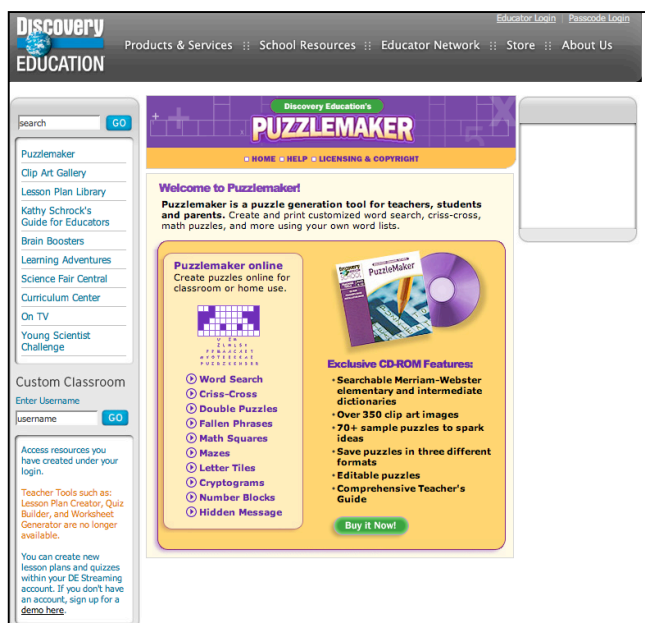 Educator Login | Passcode Login
Discovery
EDUCATION
Products & Services :: School Resources :: Educator Network :: Store :: About Us
search GO
Puzzlemaker
Clip Art Gallery
Lesson Plan Library
Kathy Schrock's
Guide for Educators
Brain Boosters
Learning Adventures
Science Fair Central
Curriculum Center
On TV
Young Scientist
Challenge
Custom Classroom
Enter Username
username GO
Access resources you
have created under your
login.
Teacher Tools such as:
Lesson Plan Creator, Quiz
Builder, and Worksheet
Generator are no longer
available.
You can create new
lesson plans and quizzes
within your DE Streaming
account. If you don't have
an account, sign up for a
demo here.
Discovery Education's
PUZZLEMAKER
HOME HELP LICENSING & COPYRIGHT
Welcome to Puzzlemaker!
Puzzlemaker is a puzzle generation tool for teachers, students
and parents. Create and print customized word search, criss-cross,
math puzzles, and more using your own word lists.
Puzzlemaker online
Create puzzles online for
classroom or home use.
Word Search
Criss-Cross
Double Puzzles
Fallen Phrases
Math Squares
Mazes
Letter Tiles
Cryptograms
Number Blocks
Hidden Message
Discovery
SCHOOL
PuzzleMaker
Exclusive CD-ROM Features:
• Searchable Merriam-Webster
elementary and intermediate
dictionaries
• Over 350 clip art images
• 70+ sample puzzles to spark
ideas
• Save puzzles in three different
formats
• Editable puzzles
• Comprehensive Teacher's
Guide
Buy it Now!